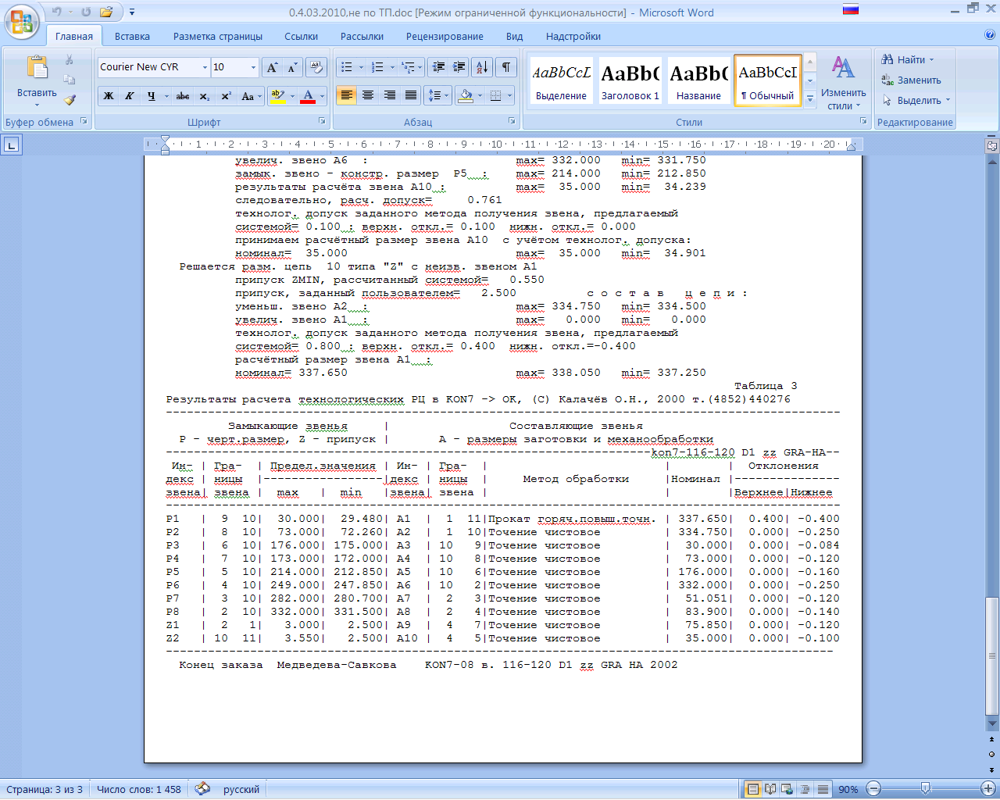 0.4.03.2010,не по ТП.doc [Режим ограниченной функциональности] - Microsoft Word
Главная Вставка Разметка страницы Ссылки Рассылки Рецензирование Вид Надстройки
Вставить
Буфер обмена
Courier New CYR 10
Ж К Ч abc x₂ x² Aa
Шрифт
Абзац
AaBbCcL AaBb( AaBb( AaBbCcI
Выделение Заголовок 1 Название ¶ Обычный
Изменить стили
Стили
Найти
Заменить
Выделить
Редактирование
1 2 3 4 5 6 7 8 9 10 11 12 13 14 15 16 17 18 19 20
увелич. звено A6  :                     max= 332.000   min= 331.750
замык. звено - констр. размер  P5  :    max= 214.000   min= 212.850
результаты расчёта звена A10 :          max=  35.000   min=  34.239
следовательно, расч. допуск=     0.761
технолог. допуск заданного метода получения звена, предлагаемый
системой= 0.100 : верхн. откл.= 0.100  нижн. откл.= 0.000
принимаем расчётный размер звена A10  с учётом технолог. допуска:
номинал=  35.000                        max=  35.000   min=  34.901
Решается разм. цепь  10 типа "Z" с неизв. звеном A1
припуск ZMIN, рассчитанный системой=   0.550
припуск, заданный пользователем=   2.500          с о с т а в  ц е п и :
уменьш. звено A2  :                     max= 334.750   min= 334.500
увелич. звено A1  :                     max=   0.000   min=   0.000
технолог. допуск заданного метода получения звена, предлагаемый
системой= 0.800 : верхн. откл.= 0.400  нижн. откл.=-0.400
расчётный размер звена A1  :
номинал= 337.650                        max= 338.050   min= 337.250
Таблица 3
Результаты расчета технологических РЦ в KON7 -> OK, (C) Калачёв О.Н., 2000 т.(4852)440276
------------------------------------------------------------------------------------------------
Замыкающие звенья     |                 Составляющие звенья
P - черт.размер, Z - припуск |       A - размеры заготовки и механообработки
---------------------------------------------------------------------kon7-116-120 D1 zz GRA-HA--
Ин-  | Гра-  | Предел.значения | Ин-  | Гра-  |                         |        |  Отклонения
декс | ницы  |-----------------|декс  | ницы  |     Метод обработки     |Номинал |---------------
звена| звена |  max   |  min   |звена| звена  |                         |        |Верхнее|Нижнее
------------------------------------------------------------------------------------------------
P1   |  9  10|  30.000|  29.480| A1  |  1  11|Прокат горяч.повыш.точн. | 337.650|  0.400| -0.400
P2   |  8  10|  73.000|  72.260| A2  |  1  10|Точение чистовое         | 334.750|  0.000| -0.250
P3   |  6  10| 176.000| 175.000| A3  | 10   9|Точение чистовое         |  30.000|  0.000| -0.084
P4   |  7  10| 173.000| 172.000| A4  | 10   8|Точение чистовое         |  73.000|  0.000| -0.120
P5   |  5  10| 214.000| 212.850| A5  | 10   6|Точение чистовое         | 176.000|  0.000| -0.160
P6   |  4  10| 249.000| 247.850| A6  | 10   2|Точение чистовое         | 332.000|  0.000| -0.250
P7   |  3  10| 282.000| 280.700| A7  |  2   3|Точение чистовое         |  51.051|  0.000| -0.120
P8   |  2  10| 332.000| 331.500| A8  |  2   4|Точение чистовое         |  83.900|  0.000| -0.140
Z1   |  2   1|   3.000|   2.500| A9  |  4   7|Точение чистовое         |  75.850|  0.000| -0.120
Z2   | 10  11|   3.550|   2.500| A10 |  4   5|Точение чистовое         |  35.000|  0.000| -0.100
-----------------------------------------------------------------------------------------------
Конец заказа  Медведева-Савкова    KON7-08 в. 116-120 D1 zz GRA HA 2002
Страница: 3 из 3 Число слов: 1 458 русский 90%